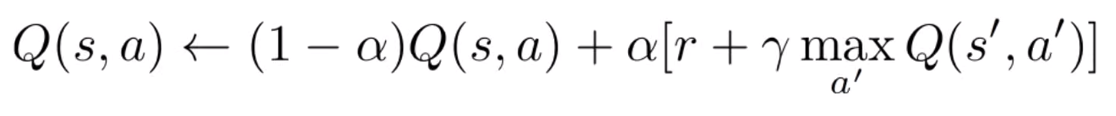 Q(s, a) ← (1 − α)Q(s, a) + α[r + γ max_{a′} Q(s′, a′)]